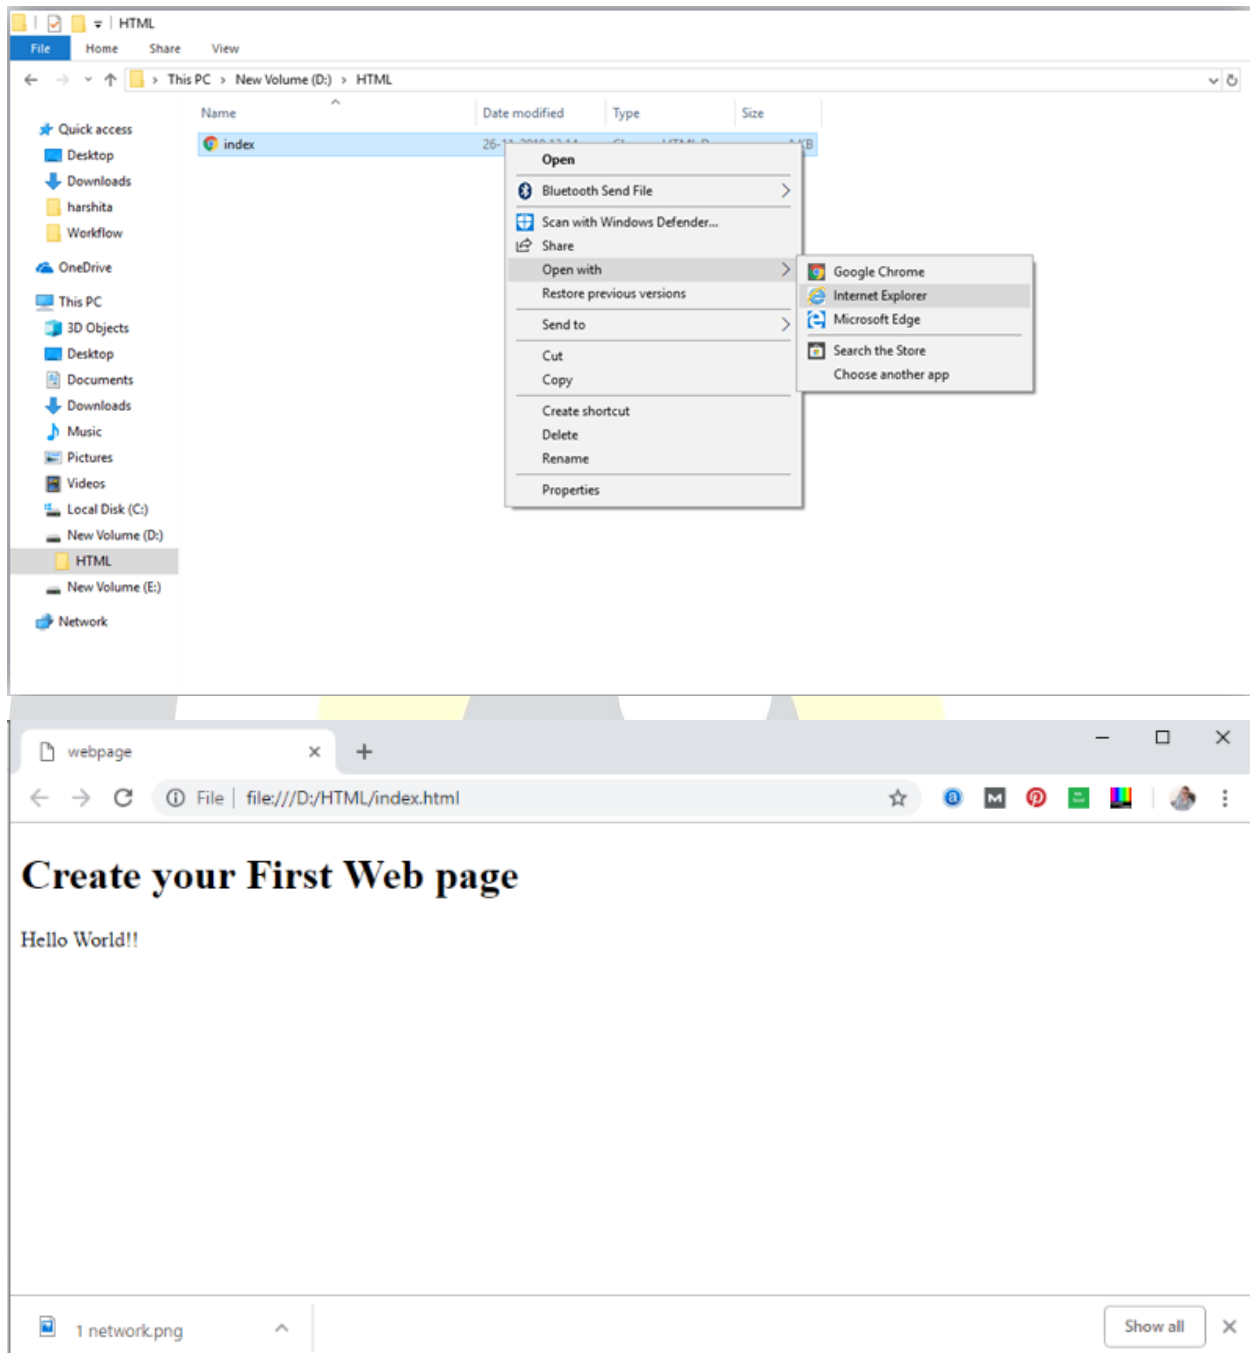 HTML
File Home Share View
This PC > New Volume (D:) > HTML
Name Date modified Type Size
Quick access
Desktop
Downloads
harshita
Workflow
OneDrive
This PC
3D Objects
Desktop
Documents
Downloads
Music
Pictures
Videos
Local Disk (C:)
New Volume (D:)
HTML
New Volume (E:)
Network
index
Open
Bluetooth Send File
Scan with Windows Defender...
Share
Open with
Restore previous versions
Send to
Cut
Copy
Create shortcut
Delete
Rename
Properties
Google Chrome
Internet Explorer
Microsoft Edge
Search the Store
Choose another app
webpage
File file:///D:/HTML/index.html
Create your First Web page
Hello World!!
1 network.png
Show all